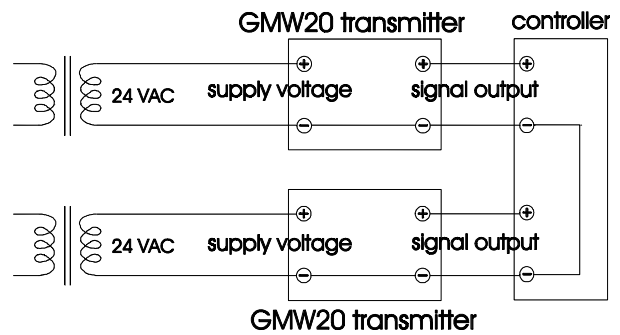 GMW20 transmitter
controller
24 VAC
supply voltage
signal output
24 VAC
supply voltage
signal output
GMW20 transmitter